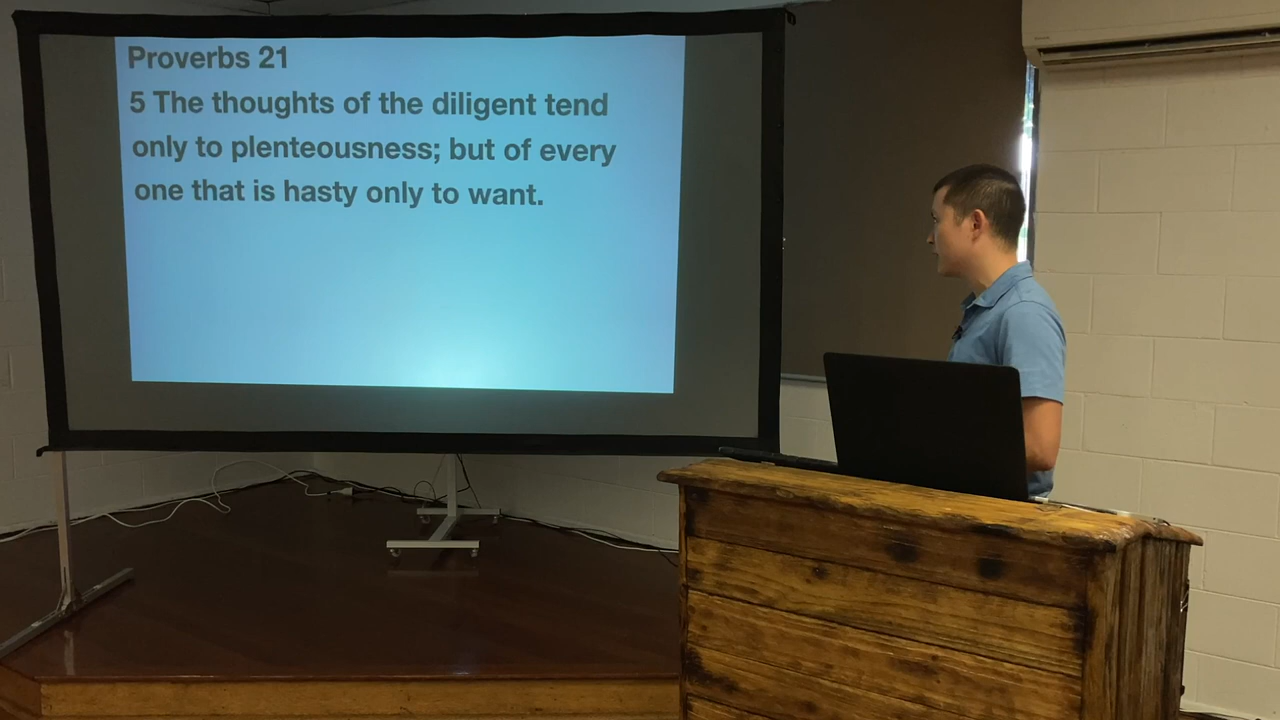 Proverbs 21
5 The thoughts of the diligent tend
only to plenteousness; but of every
one that is hasty only to want.